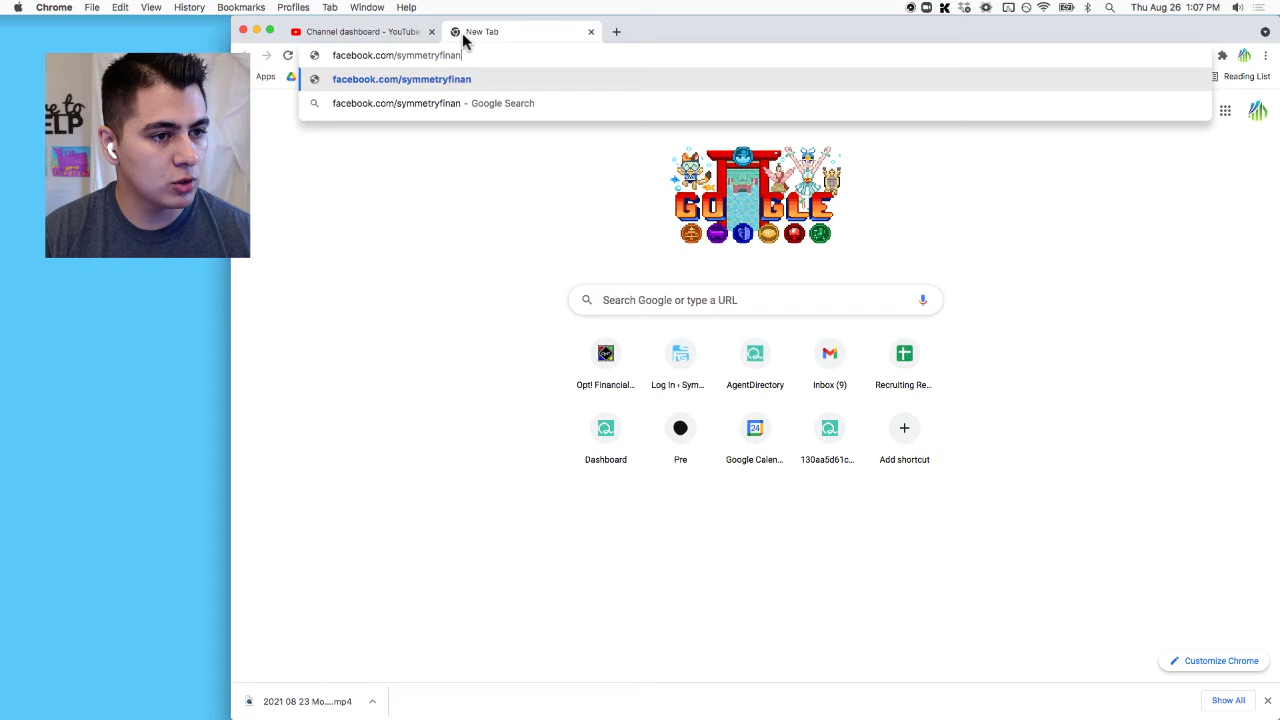 Chrome File Edit View History Bookmarks Profiles Tab Window Help Thu Aug 26 1:07 PM
Channel dashboard - YouTube New Tab
facebook.com/symmetryfinan
Apps Reading List
facebook.com/symmetryfinan
facebook.com/symmetryfinan - Google Search
HELP
GOOGLE
Search Google or type a URL
Opt! Financial... Log In ‹ Sym... AgentDirectory Inbox (9) Recruiting Re...
24
Dashboard Pre Google Calen... 130aa5d61c... Add shortcut
Customize Chrome
2021 08 23 Mo....mp4 Show All